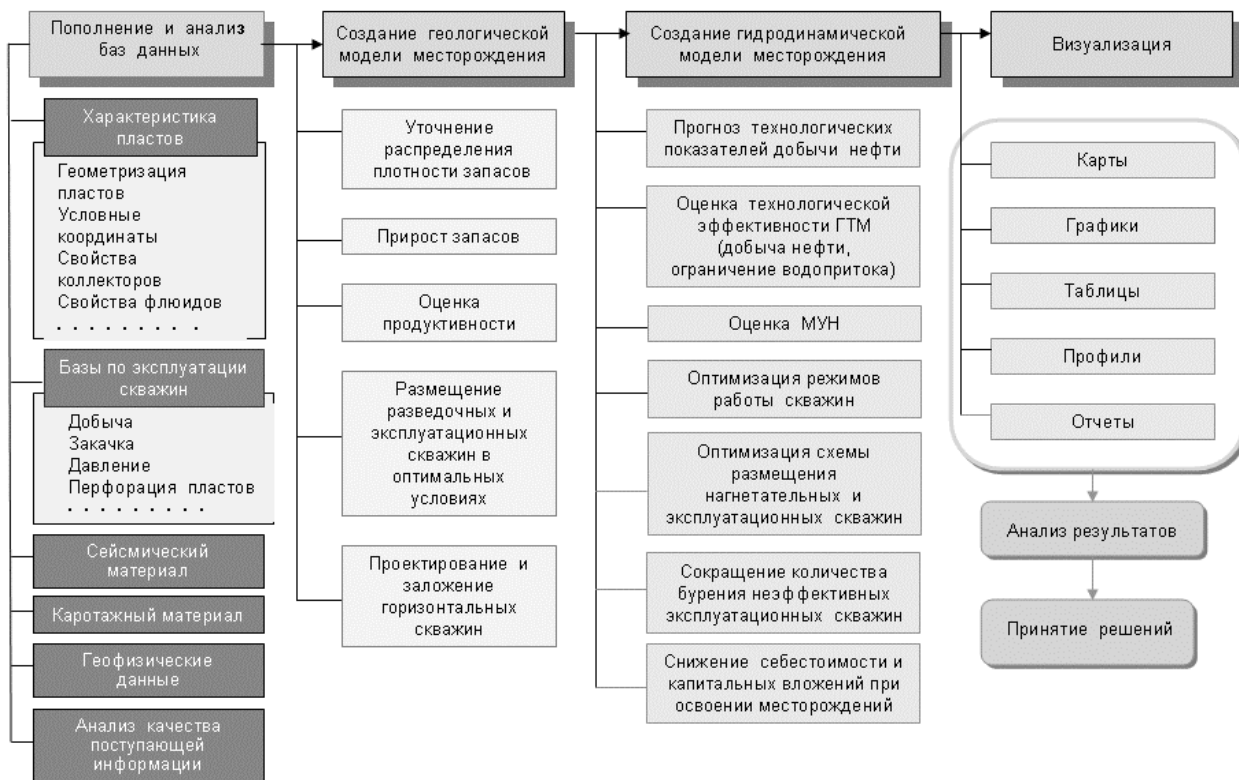 Пополнение и анализ
баз данных
Создание геологической
модели месторождения
Создание гидродинамической
модели месторождения
Визуализация
Характеристика
пластов
Геометризация
пластов
Условные
координаты
Свойства
коллекторов
Свойства флюидов
. . . . . . . . .
Базы по эксплуатации
скважин
Добыча
Закачка
Давление
Перфорация пластов
. . . . . . . . .
Сейсмический
материал
Каротажный материал
Геофизические
данные
Анализ качества
поступающей
информации
Уточнение
распределения
плотности запасов
Прирост запасов
Оценка
продуктивности
Размещение
разведочных и
эксплуатационных
скважин в
оптимальных
условиях
Проектирование и
заложение
горизонтальных
скважин
Прогноз технологических
показателей добычи нефти
Оценка технологической
эффективности ГТМ
(добыча нефти,
ограничение водопритока)
Оценка МУН
Оптимизация режимов
работы скважин
Оптимизация схемы
размещения
нагнетательных и
эксплуатационных скважин
Сокращение количества
бурения неэффективных
эксплуатационных скважин
Снижение себестоимости и
капитальных вложений при
освоении месторождений
Карты
Графики
Таблицы
Профили
Отчеты
Анализ результатов
Принятие решений